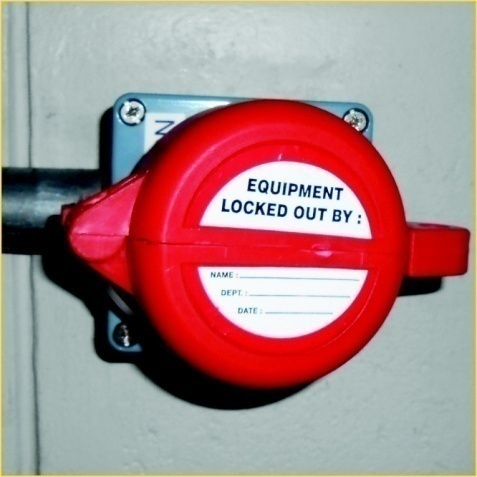 EQUIPMENT
LOCKED OUT BY :
NAME :
DEPT. :
DATE :